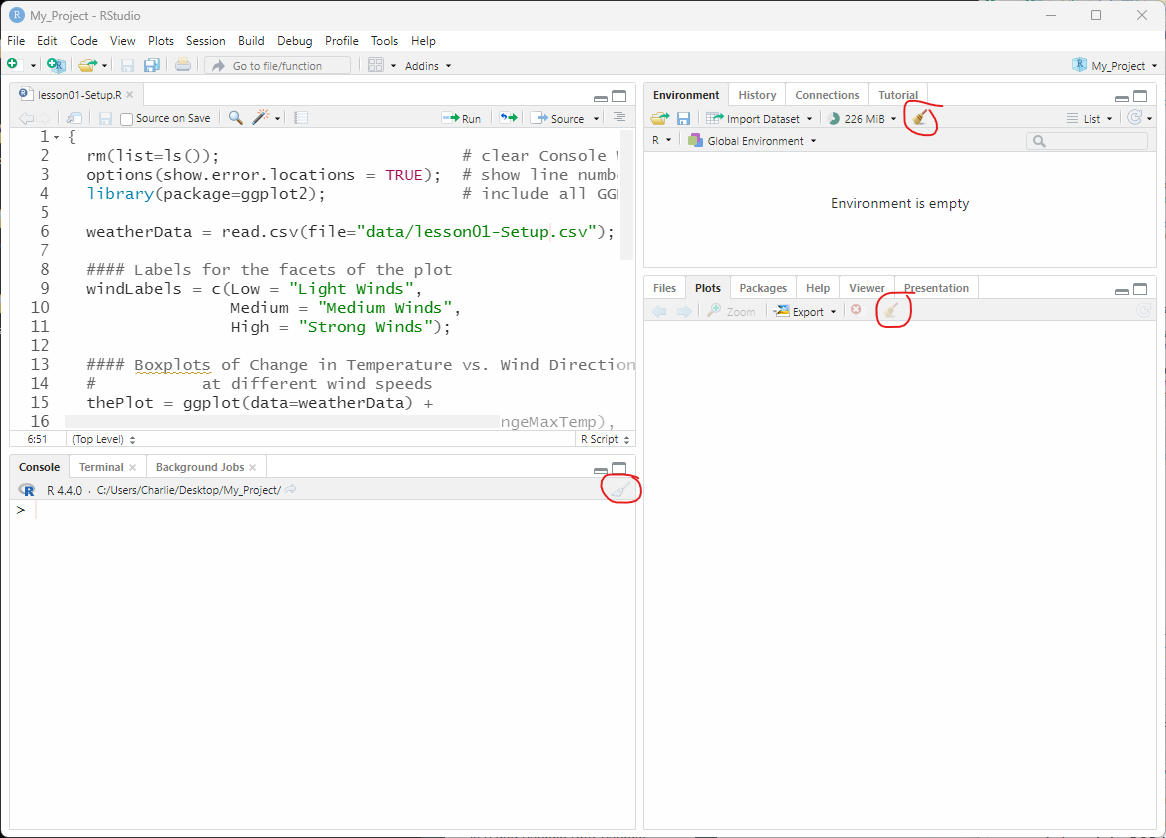 My_Project - RStudio
File Edit Code View Plots Session Build Debug Profile Tools Help
Go to file/function Addins My_Project
lesson01-Setup.R
Source on Save Run Source
1 {
2 rm(list=ls()); # clear Console
3 options(show.error.locations = TRUE); # show line numbe
4 library(package=ggplot2); # include all GG
5
6 weatherData = read.csv(file="data/lesson01-Setup.csv");
7
8 #### Labels for the facets of the plot
9 windLabels = c(Low = "Light Winds",
10 Medium = "Medium Winds",
11 High = "Strong Winds");
12
13 #### Boxplots of Change in Temperature vs. Wind Direction
14 # at different wind speeds
15 thePlot = ggplot(data=weatherData) +
16 ngeMaxTemp),
6:51 (Top Level) R Script
Console Terminal Background Jobs
R 4.4.0 · C:/Users/Charlie/Desktop/My_Project/
>
Environment History Connections Tutorial
Import Dataset 226 MiB List
R Global Environment
Environment is empty
Files Plots Packages Help Viewer Presentation
Zoom Export